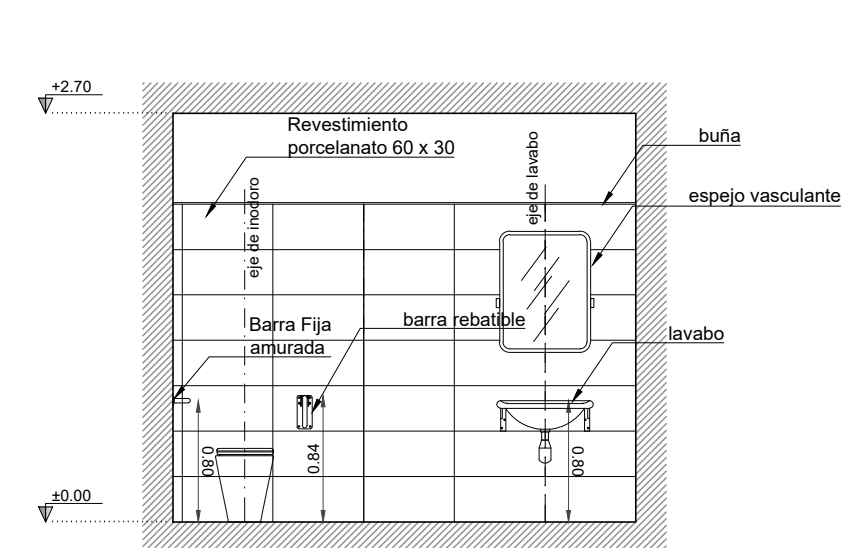 +2.70
Revestimiento
porcelanato 60 x 30
buña
eje de lavabo
eje de inodoro
espejo vasculante
Barra Fija
amurada
barra rebatible
lavabo
0.80
0.84
0.80
±0.00